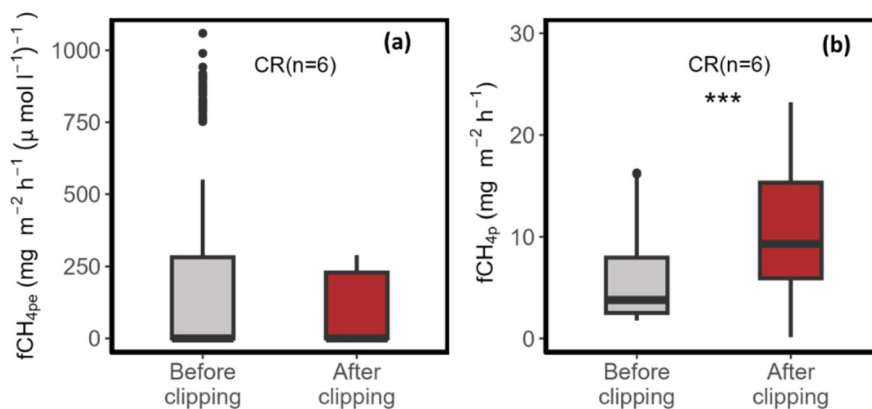 fCH₄ₚₑ (mg m⁻² h⁻¹ (μ mol l⁻¹)⁻¹ )
1000
750
500
250
0
(a)
CR(n=6)
Before
clipping
After
clipping
fCH₄ₚ (mg m⁻² h⁻¹)
30
20
10
0
(b)
CR(n=6)
***
Before
clipping
After
clipping